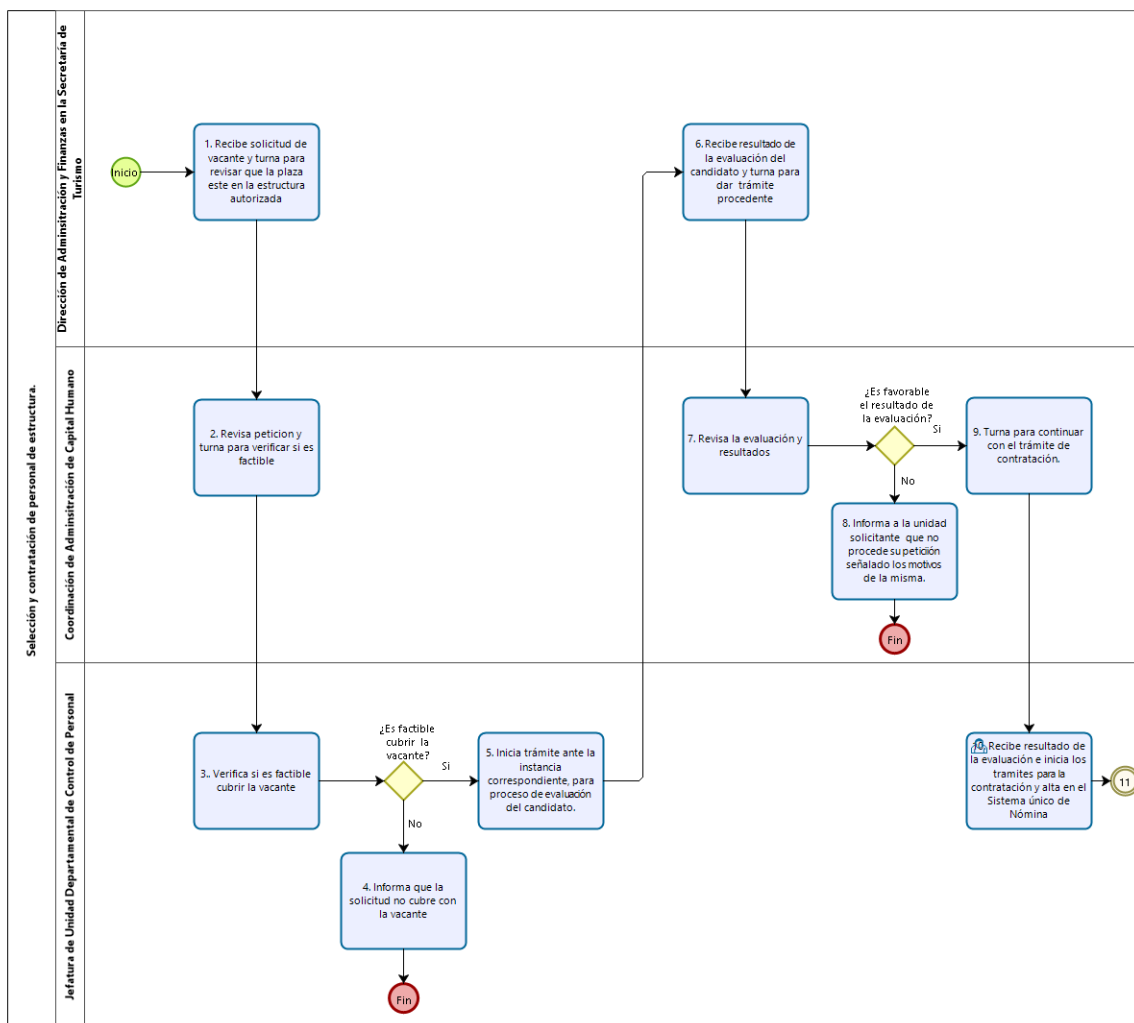 Selección y contratación de personal de estructura.
Dirección de Adminsitración y Finanzas en la Secretaría de
Turismo
Inicio
1. Recibe solicitud de
vacante y turna para
revisar que la plaza
este en la estructura
autorizada
6. Recibe resultado de
la evaluación del
candidato y turna para
dar trámite
procedente
Coordinación de Adminsitración de Capital Humano
2. Revisa peticion y
turna para verificar si es
factible
7. Revisa la evaluación y
resultados
¿Es favorable
el resultado de
la evaluación?
Si
No
9. Turna para continuar
con el trámite de
contratación.
8. Informa a la unidad
solicitante que no
procede su petición
señalado los motivos
de la misma.
Fin
Jefatura de Unidad Departamental de Control de Personal
3.. Verifica si es factible
cubrir la vacante
¿Es factible
cubrir la
vacante?
Si
No
5. Inicia trámite ante la
instancia
correspondiente, para
proceso de evaluación
del candidato.
4. Informa que la
solicitud no cubre con
la vacante
Fin
10. Recibe resultado de
la evaluación e inicia los
tramites para la
contratación y alta en el
Sistema único de
Nómina
11